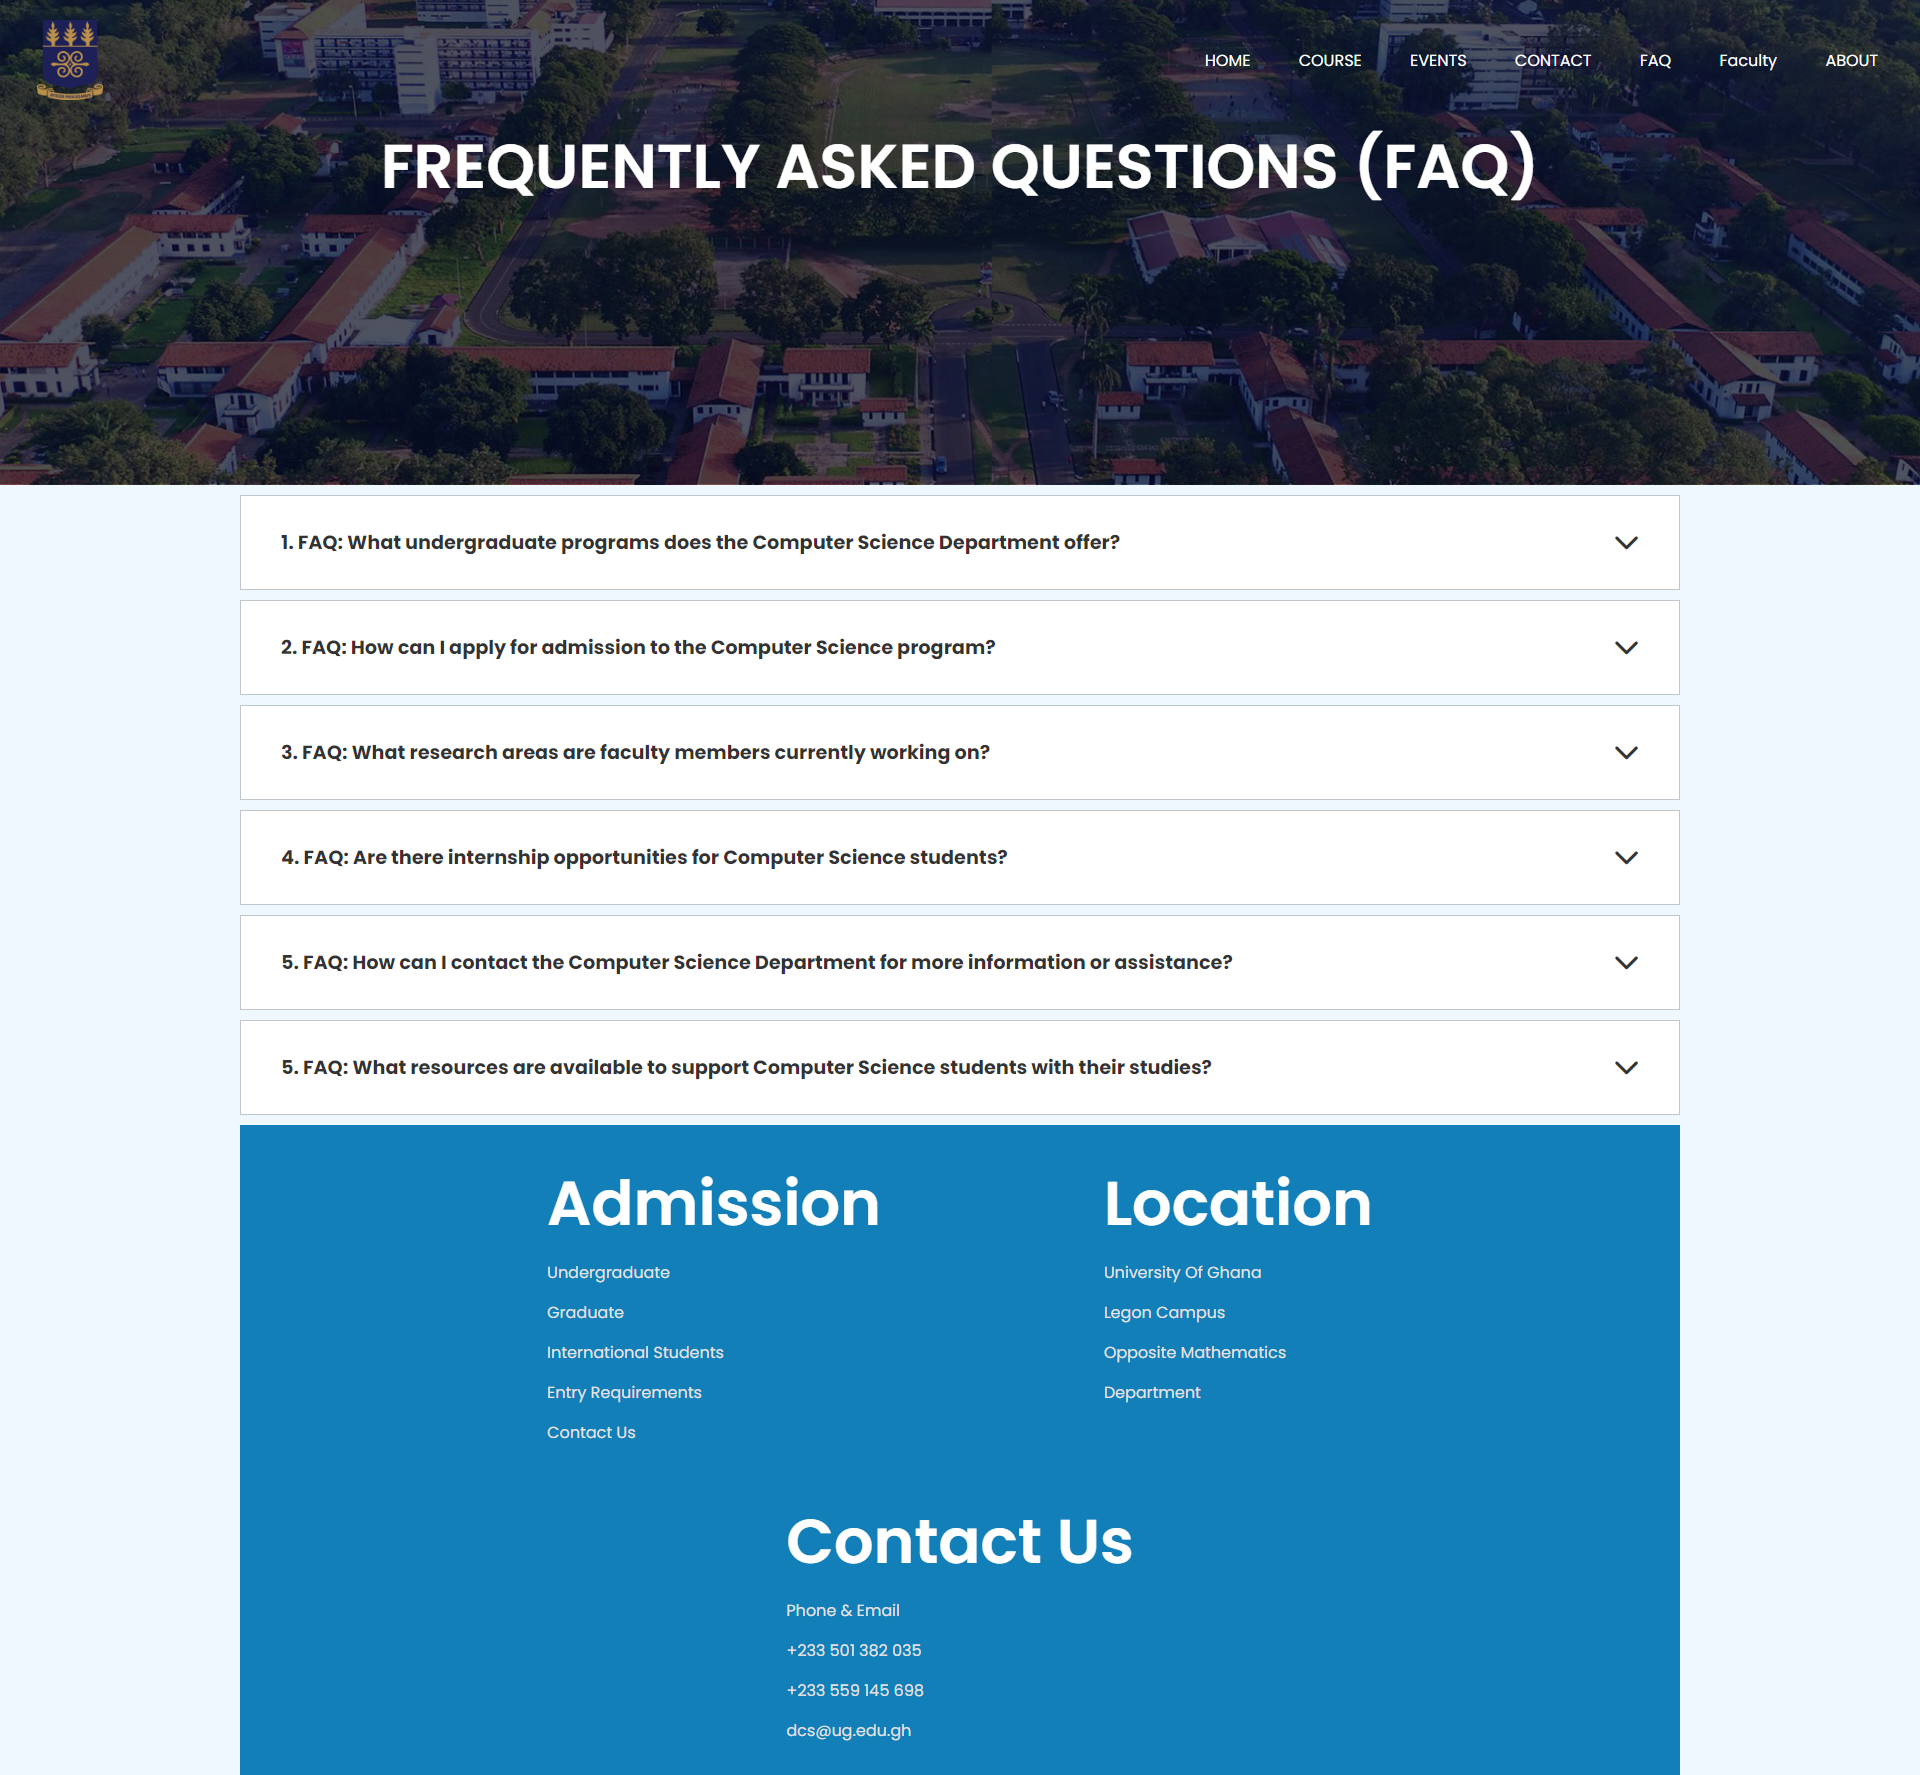 HOME COURSE EVENTS CONTACT FAQ Faculty ABOUT
FREQUENTLY ASKED QUESTIONS (FAQ)
1. FAQ: What undergraduate programs does the Computer Science Department offer?
2. FAQ: How can I apply for admission to the Computer Science program?
3. FAQ: What research areas are faculty members currently working on?
4. FAQ: Are there internship opportunities for Computer Science students?
5. FAQ: How can I contact the Computer Science Department for more information or assistance?
5. FAQ: What resources are available to support Computer Science students with their studies?
Admission
Undergraduate
Graduate
International Students
Entry Requirements
Contact Us
Location
University Of Ghana
Legon Campus
Opposite Mathematics
Department
Contact Us
Phone & Email
+233 501 382 035
+233 559 145 698
dcs@ug.edu.gh